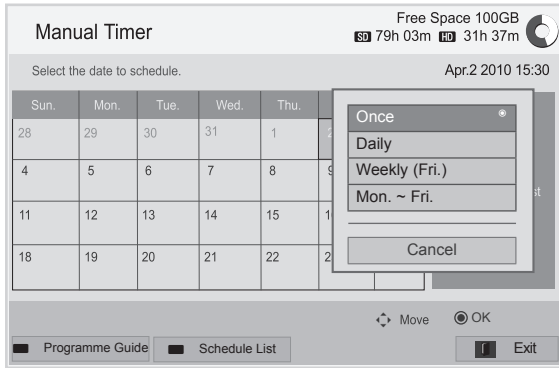 Manual Timer
Free Space 100GB
SD 79h 03m HD 31h 37m
Select the date to schedule.
Apr.2 2010 15:30
Sun. Mon. Tue. Wed. Thu.
28 29 30 31 1 2
4 5 6 7 8 9
11 12 13 14 15
18 19 20 21 22
Once
Daily
Weekly (Fri.)
Mon. ~ Fri.
Cancel
Move OK
Programme Guide Schedule List Exit